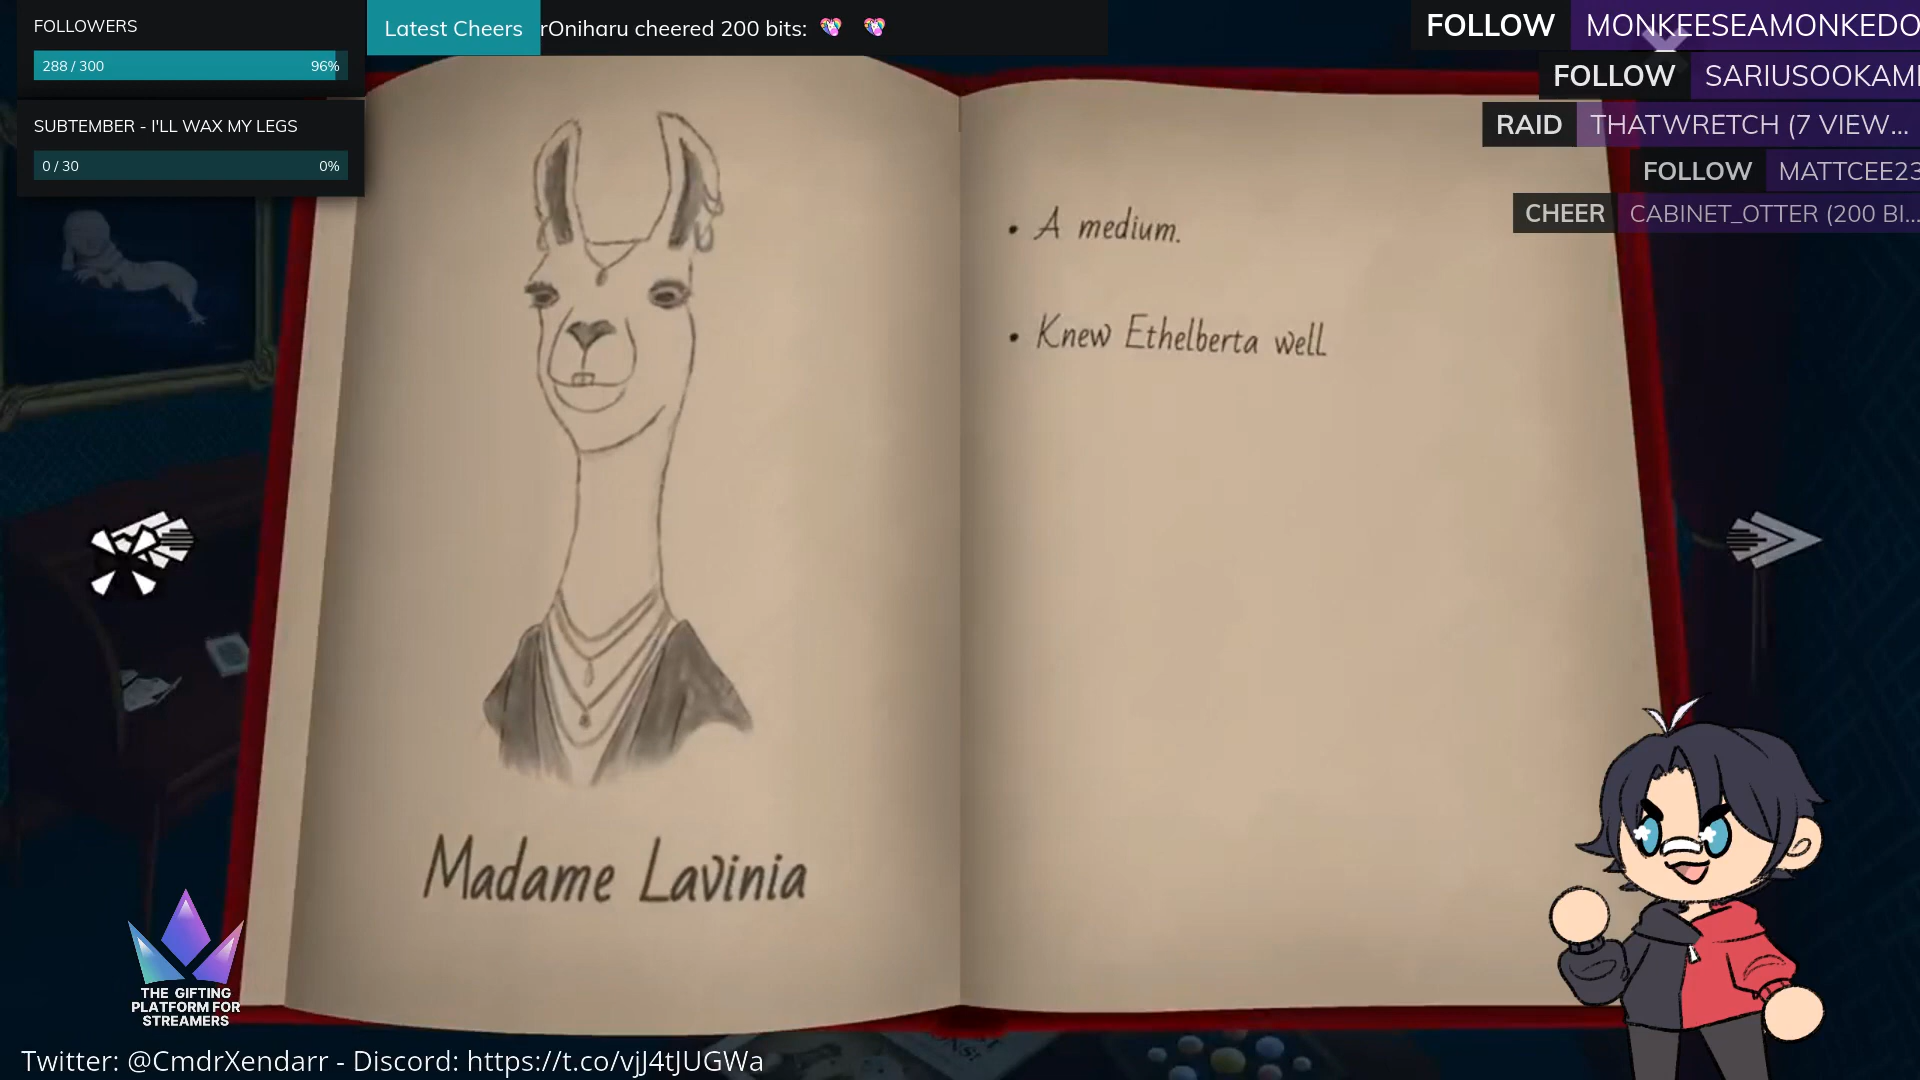 FOLLOWERS
288 / 300 96%
SUBTEMBER - I'LL WAX MY LEGS
0 / 30 0%
Latest Cheers rOniharu cheered 200 bits:
FOLLOW MONKEESEAMONKEDO
FOLLOW SARIUSOOKAMI
RAID THATWRETCH (7 VIEW...
FOLLOW MATTCEE23
CHEER CABINET_OTTER (200 BI...
• A medium.
• Knew Ethelberta well
Madame Lavinia
THE GIFTING
PLATFORM FOR
STREAMERS
Twitter: @CmdrXendarr - Discord: https://t.co/vjJ4tJUGWa